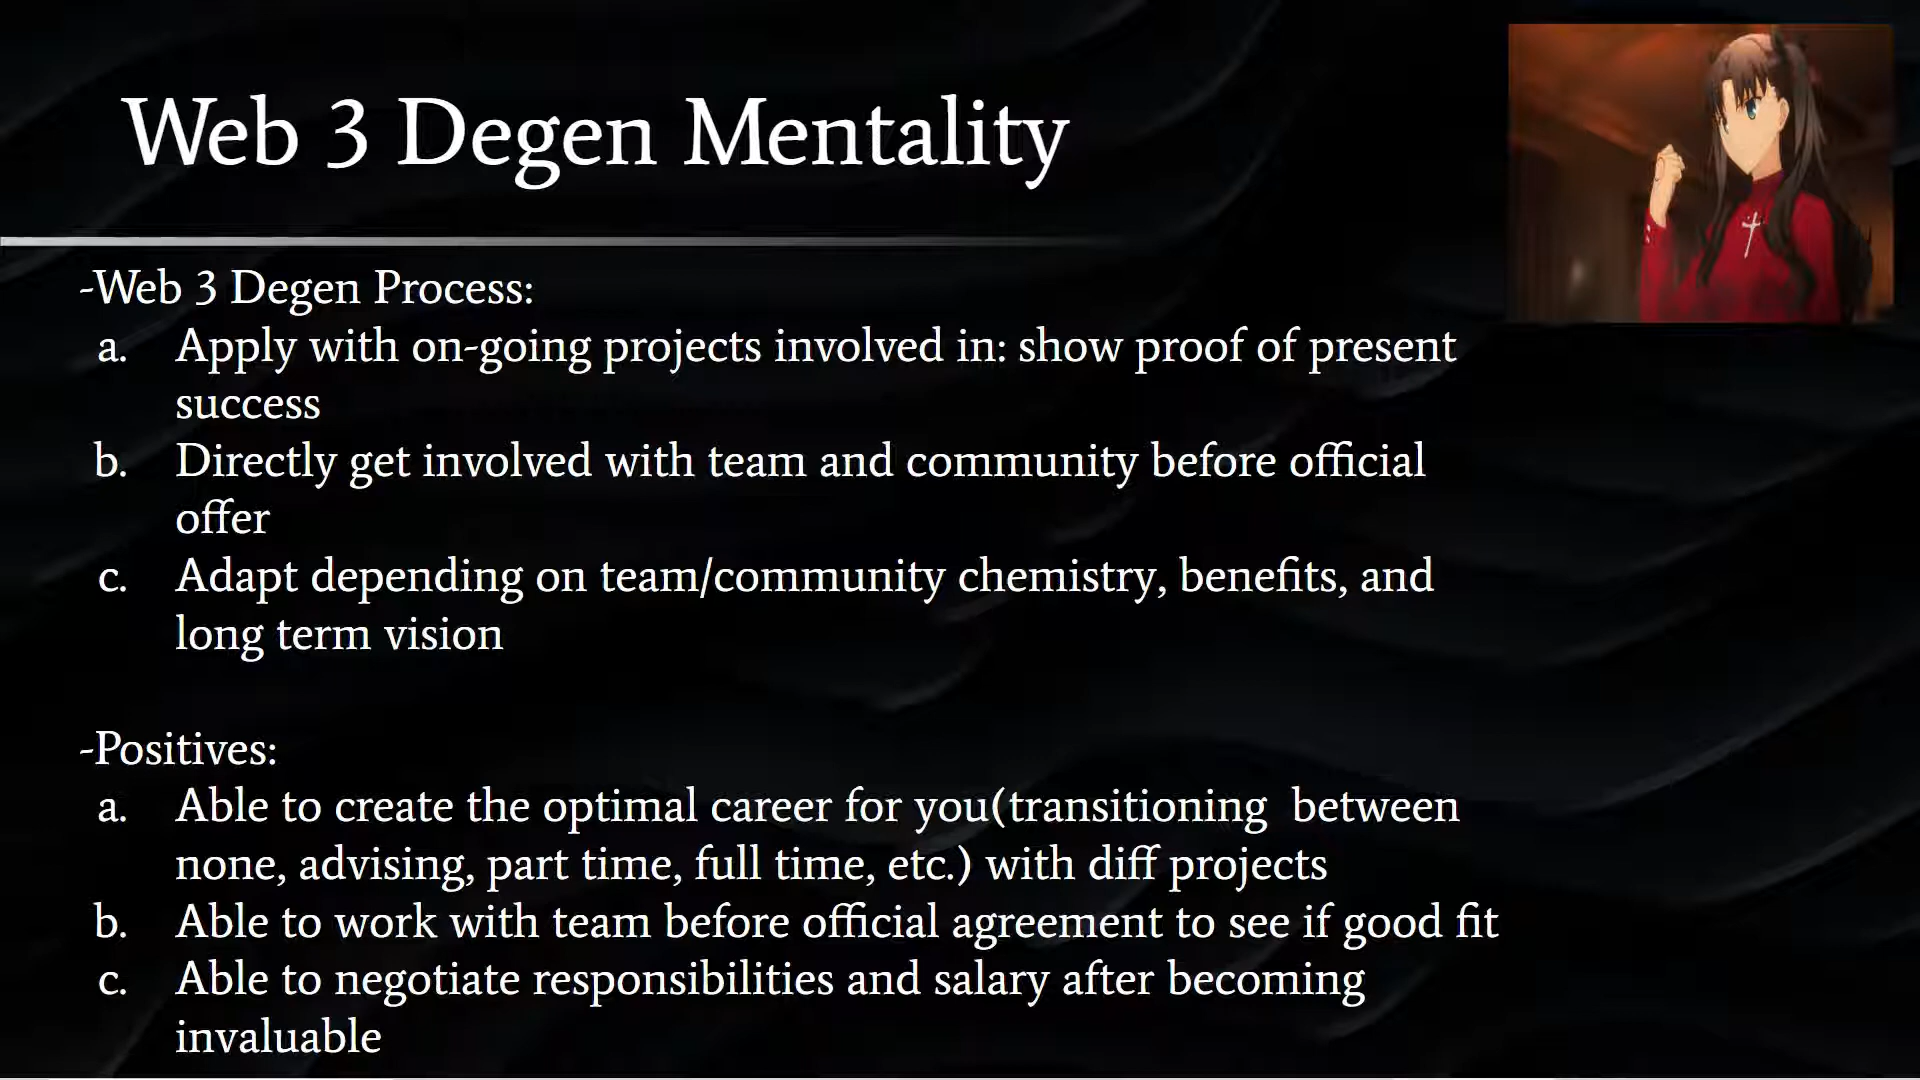 Web 3 Degen Mentality
-Web 3 Degen Process:
a. Apply with on-going projects involved in: show proof of present
success
b. Directly get involved with team and community before official
offer
c. Adapt depending on team/community chemistry, benefits, and
long term vision
-Positives:
a. Able to create the optimal career for you(transitioning  between
none, advising, part time, full time, etc.) with diff projects
b. Able to work with team before official agreement to see if good fit
c. Able to negotiate responsibilities and salary after becoming
invaluable